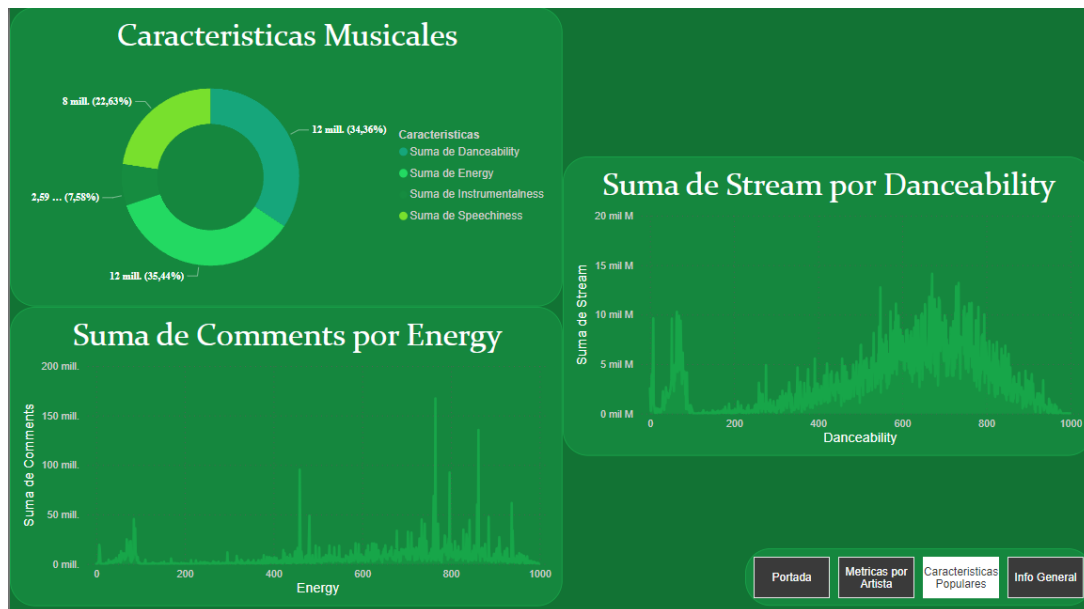 Caracteristicas Musicales
8 mill. (22,63%)
12 mill. (34,36%)
2,59 ... (7,58%)
12 mill. (35,44%)
Caracteristicas
Suma de Danceability
Suma de Energy
Suma de Instrumentalness
Suma de Speechiness
Suma de Comments por Energy
200 mill.
150 mill.
100 mill.
50 mill.
0 mill.
Suma de Comments
0 200 400 600 800 1000
Energy
Suma de Stream por Danceability
20 mil M
15 mil M
10 mil M
5 mil M
0 mil M
Suma de Stream
0 200 400 600 800 1000
Danceability
Portada
Metricas por
Artista
Caracteristicas
Populares
Info General